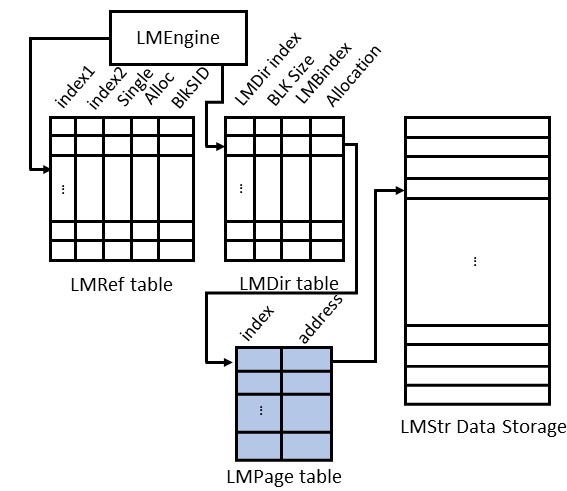 LMEngine
index1
index2
Single
Alloc
BlkSID
LMDir index
BLK Size
LMBindex
Allocation
⋮
⋮
⋮
LMRef table
LMDir table
index
address
⋮
LMStr Data Storage
LMPage table